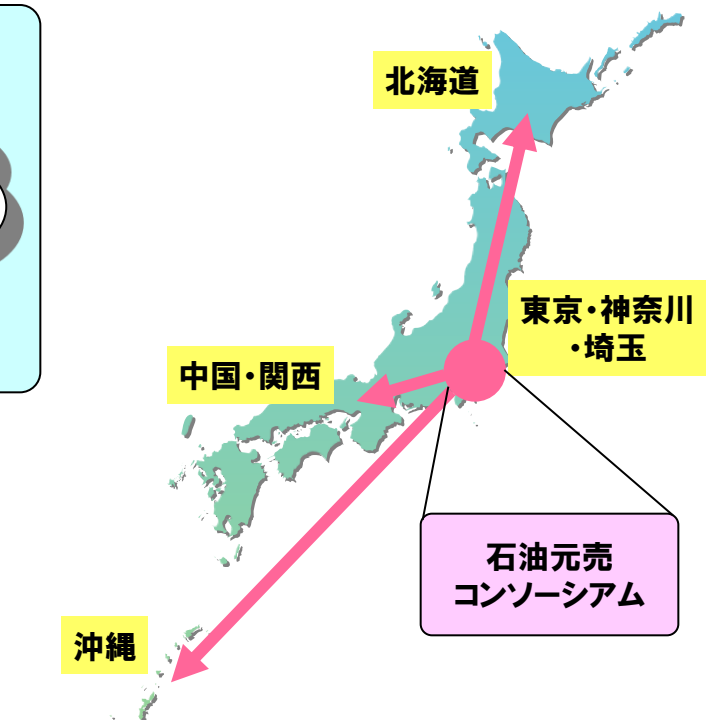 北海道
東京・神奈川
・埼玉
中国・関西
石油元売
コンソーシアム
沖縄